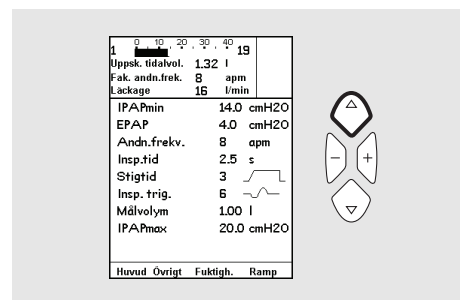 0 10 20 30 40
1 19
Uppsk. tidalvol. 1.32 l
Fak. andn.frek. 8 apm
Läckage 16 l/min
IPAPmin 14.0 cmH2O
EPAP 4.0 cmH2O
Andn.frekv. 8 apm
Insp.tid 2.5 s
Stigtid 3
Insp. trig. 6
Målvolym 1.00 l
IPAPmax 20.0 cmH2O
Huvud Övrigt Fuktigh. Ramp
− +